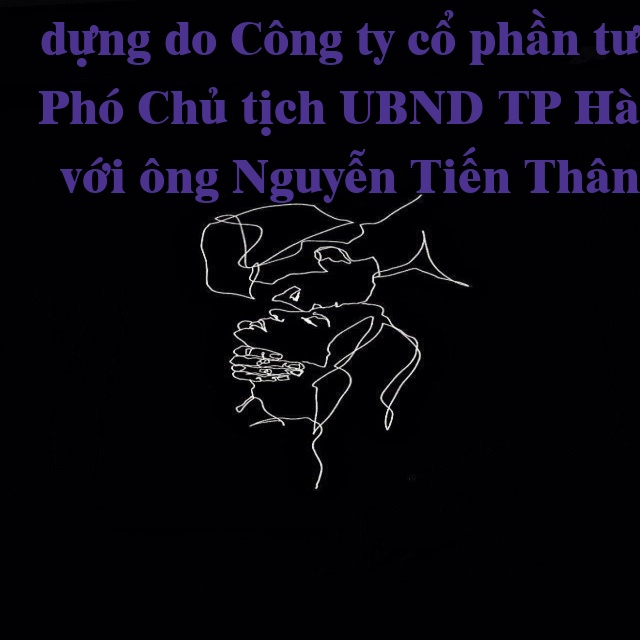 dựng do Công ty cổ phần tư
Phó Chủ tịch UBND TP Hà
với ông Nguyễn Tiến Thân